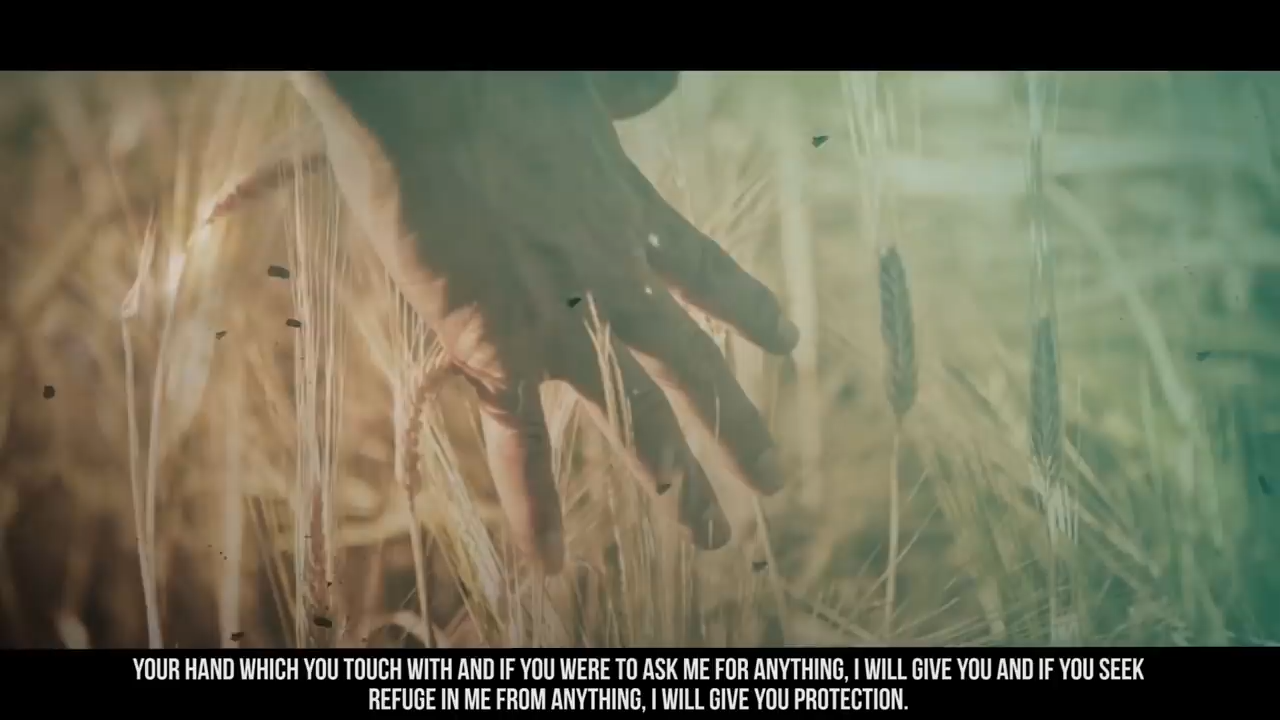 YOUR HAND WHICH YOU TOUCH WITH AND IF YOU WERE TO ASK ME FOR ANYTHING, I WILL GIVE YOU AND IF YOU SEEK
REFUGE IN ME FROM ANYTHING, I WILL GIVE YOU PROTECTION.